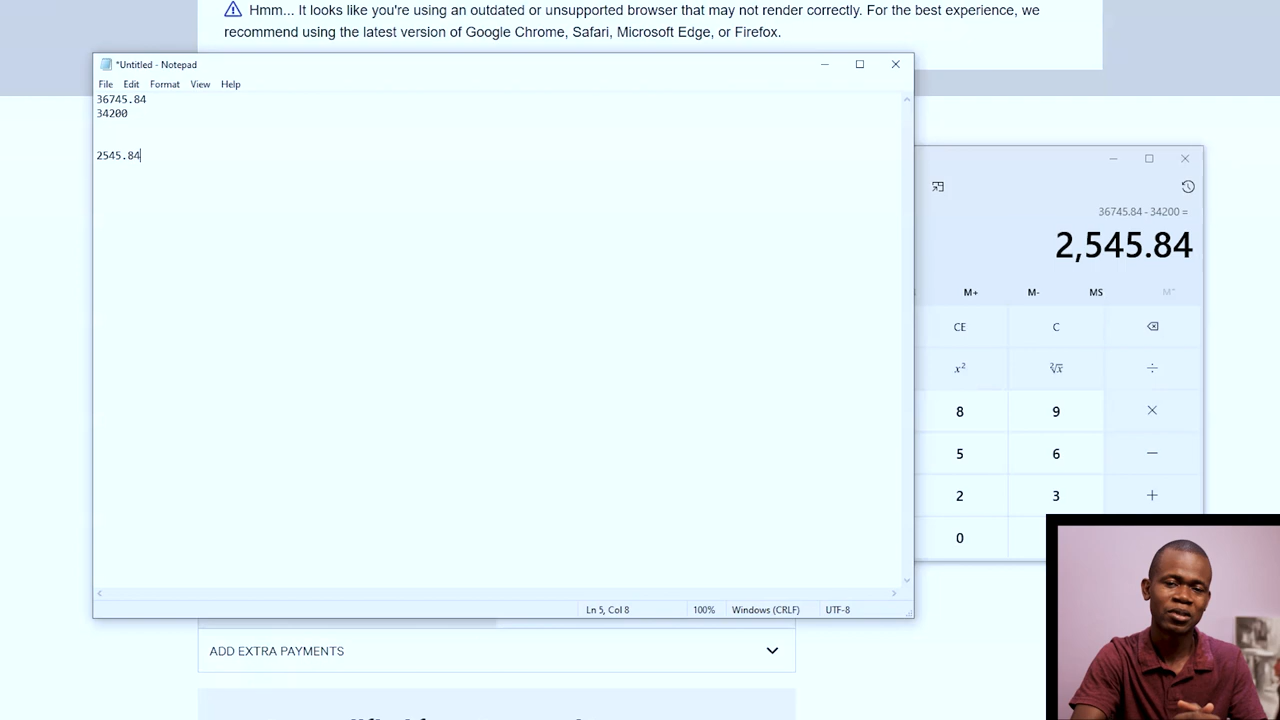 Hmm... It looks like you're using an outdated or unsupported browser that may not render correctly. For the best experience, we
recommend using the latest version of Google Chrome, Safari, Microsoft Edge, or Firefox.
*Untitled - Notepad
File Edit Format View Help
36745.84
34200
2545.84
36745.84 - 34200 =
2,545.84
M+ M- MS M
CE C
x² ²√x ÷
8 9 ×
5 6 −
2 3 +
0
Ln 5, Col 8 100% Windows (CRLF) UTF-8
ADD EXTRA PAYMENTS